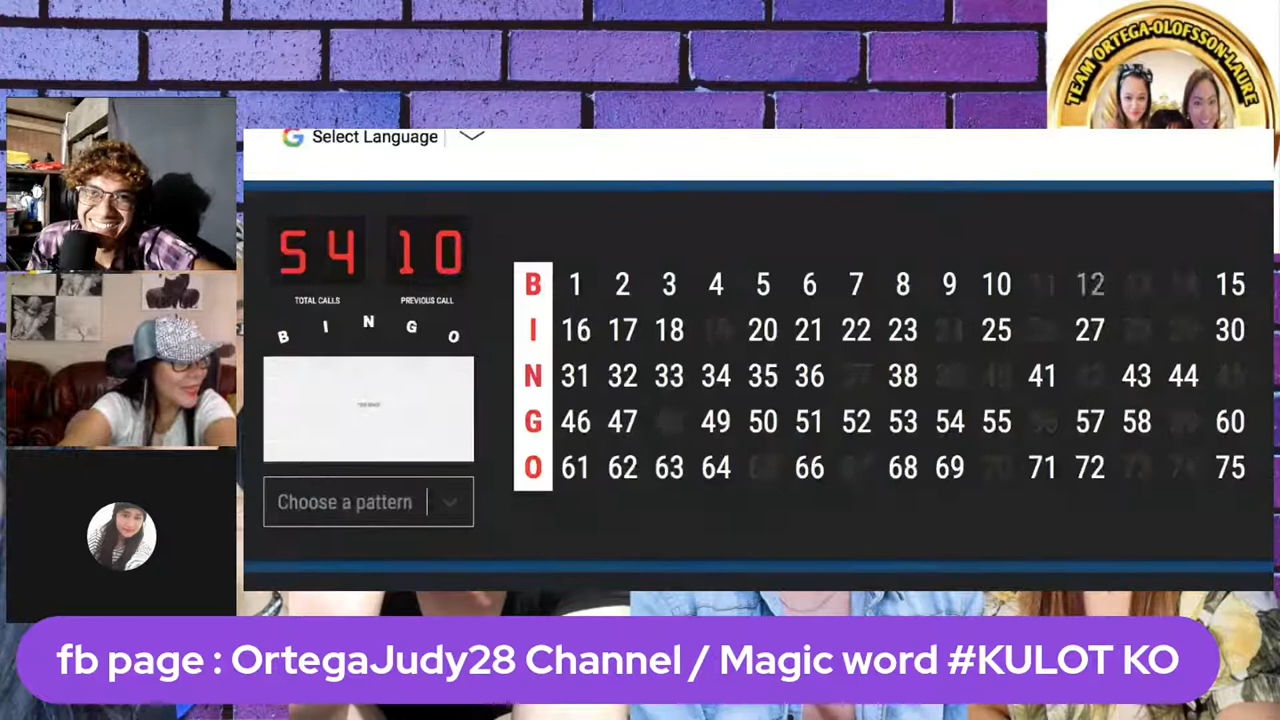 TEAM ORTEGA-OLOFSSON-LAURE
Select Language
54 10
TOTAL CALLS PREVIOUS CALL
B I N G O
Choose a pattern
B 1 2 3 4 5 6 7 8 9 10 12 15
I 16 17 18 20 21 22 23 25 27 30
N 31 32 33 34 35 36 38 41 43 44
G 46 47 49 50 51 52 53 54 55 57 58 60
O 61 62 63 64 66 68 69 71 72 75
fb page : OrtegaJudy28 Channel / Magic word #KULOT KO